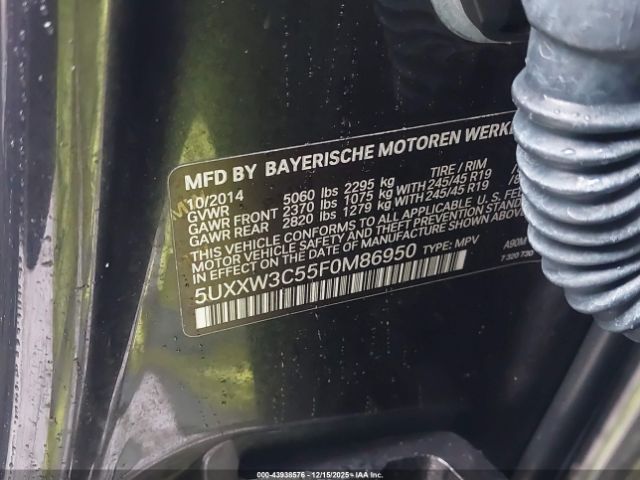 MFD BY BAYERISCHE MOTOREN
10/2014 5060 lbs 2295 kg TIRE / RIM
GVWR
GAWR FRONT 2370 lbs 1075 kg WITH 245/45 R19
GAWR REAR 2820 lbs 1279 kg WITH 245/45 R19
THIS VEHICLE CONFORMS TO ALL APPLICABLE U.S.
MOTOR VEHICLE SAFETY AND THEFT PREVENTION
IN EFFECT ON THE DATE OF MANUFACTURE SHOWN ABOVE
5UXXW3C55F0M86950 TYPE: MPV
A90M
7 320 730
000-43938576 - 12/15/2025 - © IAA Inc.